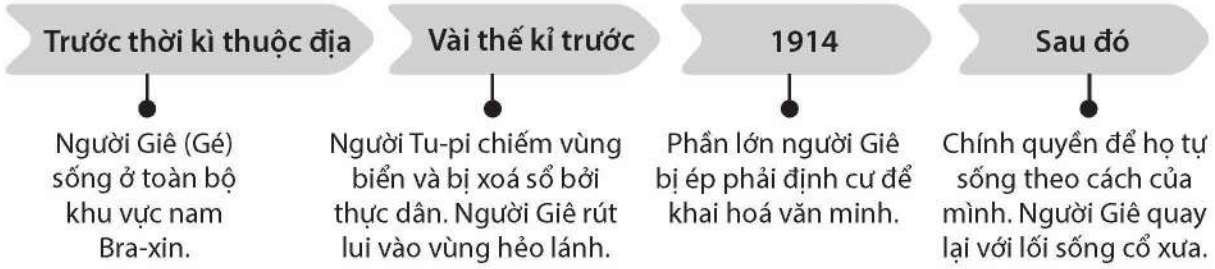 Trước thời kì thuộc địa
Người Giê (Gé)
sống ở toàn bộ
khu vực nam
Bra-xin.
Vài thế kỉ trước
Người Tu-pi chiếm vùng
biển và bị xoá sổ bởi
thực dân. Người Giê rút
lui vào vùng hẻo lánh.
1914
Phần lớn người Giê
bị ép phải định cư để
khai hoá văn minh.
Sau đó
Chính quyền để họ tự
sống theo cách của
mình. Người Giê quay
lại với lối sống cổ xưa.